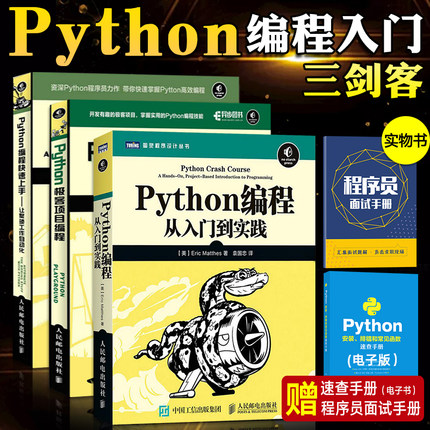 Python 编程入门
三剑客
资深Python程序员力作 带你快速掌握Python高效编程
开发有趣的极客项目,掌握实用的Python编程技能
异步图书
no starch press
Python编程快速上手
——让繁琐工作自动化
人民邮电出版社
Python极客项目编程
PYTHON PLAYGROUND
人民邮电出版社
TURING 图灵程序设计丛书
no starch press
Python Crash Course
A Hands-On, Project-Based Introduction to Programming
Python编程
从入门到实践
[美] Eric Matthes 著 袁国忠 译
Python编程
从入门到实践
人民邮电出版社
中国工信出版集团
人民邮电出版社
POSTS & TELECOM PRESS
实物书
程序员
面试手册
Python
安装、排错和常见函数
速查手册
(电子版)
赠
速查手册(电子书)
程序员面试手册